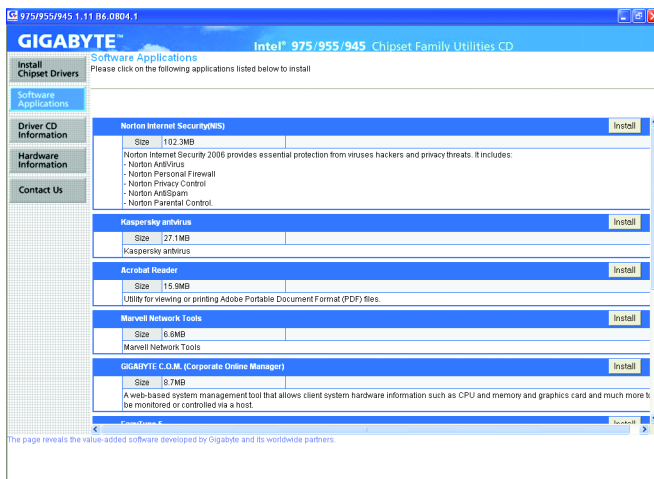 975/955/945 1.11 B6.0804.1
GIGABYTE™
Intel® 975/955/945 Chipset Family Utilities CD
Install
Chipset Drivers
Software
Applications
Driver CD
Information
Hardware
Information
Contact Us
Software Applications
Please click on the following applications listed below to install
Norton Internet Security(NIS) Install
Size 102.3MB
Norton Internet Security 2006 provides essential protection from viruses hackers and privacy threats. It includes:
- Norton AntiVirus
- Norton Personal Firewall
- Norton Privacy Control
- Norton AntiSpam
- Norton Parental Control.
Kaspersky antvirus Install
Size 27.1MB
Kaspersky antvirus
Acrobat Reader Install
Size 15.9MB
Utility for viewing or printing Adobe Portable Document Format (PDF) files.
Marvell Network Tools Install
Size 6.6MB
Marvell Network Tools
GIGABYTE C.O.M. (Corporate Online Manager) Install
Size 8.7MB
A web-based system management tool that allows client system hardware information such as CPU and memory and graphics card and much more to
be monitored or controlled via a host.
EasyTune 5 Install
The page reveals the value-added software developed by Gigabyte and its worldwide partners.